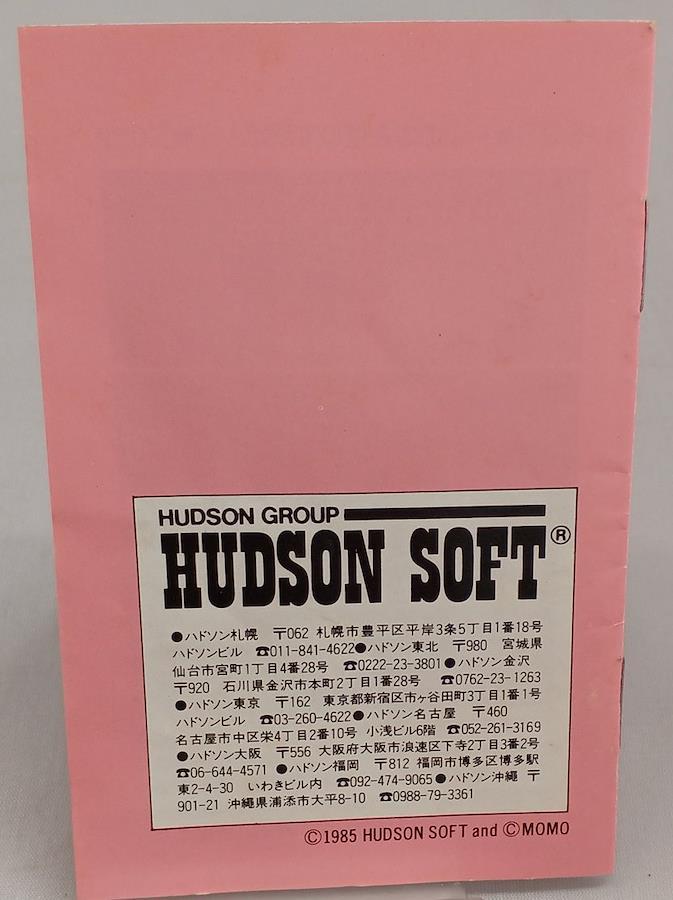 HUDSON GROUP
HUDSON SOFT®
●ハドソン札幌 〒062 札幌市豊平区平岸3条5丁目1番18号
ハドソンビル ☎011-841-4622●ハドソン東北 〒980 宮城県
仙台市宮町1丁目4番28号 ☎0222-23-3801●ハドソン金沢
〒920 石川県金沢市本町2丁目1番28号 ☎0762-23-1263
●ハドソン東京 〒162 東京都新宿区市ヶ谷田町3丁目1番1号
ハドソンビル ☎03-260-4622●ハドソン名古屋 〒460
名古屋市中区栄4丁目2番10号 小浅ビル6階 ☎052-261-3169
●ハドソン大阪 〒556 大阪府大阪市浪速区下寺2丁目3番2号
☎06-644-4571 ●ハドソン福岡 〒812 福岡市博多区博多駅
東2-4-30 いわきビル内 ☎092-474-9065●ハドソン沖縄 〒
901-21 沖縄県浦添市大平8-10 ☎0988-79-3361
©1985 HUDSON SOFT and ©MOMO